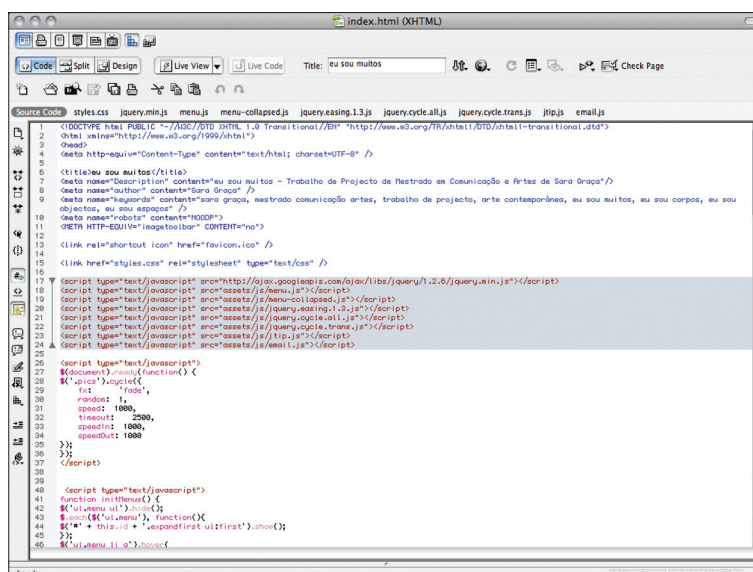 index.html (XHTML)
Code Split Design Live View Live Code Title: eu sou muitos Check Page
Source Code styles.css jquery.min.js menu.js menu-collapsed.js jquery.easing.1.3.js jquery.cycle.all.js jquery.cycle.trans.js jtip.js email.js
1 <!DOCTYPE html PUBLIC "-//W3C//DTD XHTML 1.0 Transitional//EN" "http://www.w3.org/TR/xhtml1/DTD/xhtml1-transitional.dtd">
2 <html xmlns="http://www.w3.org/1999/xhtml">
3 <head>
4 <meta http-equiv="Content-Type" content="text/html; charset=UTF-8" />
5
6 <title>eu sou muitos</title>
7 <meta name="Description" content="eu sou muitos - Trabalho de Projecto de Mestrado em Comunicação e Artes de Sara Graça"/>
8 <meta name="author" content="Sara Graça" />
9 <meta name="keywords" content="sara graça, mestrado comunicação artes, trabalho de projecto, arte contemporânea, eu sou muitos, eu sou corpos, eu sou
objectos, eu sou espaços" />
10 <meta name="robots" content="NOODP">
11 <META HTTP-EQUIV="imagetoolbar" CONTENT="no">
12
13 <link rel="shortcut icon" href="favicon.ico" />
14
15 <link href="styles.css" rel="stylesheet" type="text/css" />
16
17 <script type="text/javascript" src="http://ajax.googleapis.com/ajax/libs/jquery/1.2.6/jquery.min.js"></script>
18 <script type="text/javascript" src="assets/js/menu.js"></script>
19 <script type="text/javascript" src="assets/js/menu-collapsed.js"></script>
20 <script type="text/javascript" src="assets/js/jquery.easing.1.3.js"></script>
21 <script type="text/javascript" src="assets/js/jquery.cycle.all.js"></script>
22 <script type="text/javascript" src="assets/js/jquery.cycle.trans.js"></script>
23 <script type="text/javascript" src="assets/js/jtip.js"></script>
24 <script type="text/javascript" src="assets/js/email.js"></script>
25
26 <script type="text/javascript">
27 $(document).ready(function() {
28 $('.pics').cycle({
29 fx: 'fade',
30 random: 1,
31 speed: 1000,
32 timeout: 2500,
33 speedIn: 1000,
34 speedOut: 1000
35 });
36 });
37 </script>
38
39
40 <script type="text/javascript">
41 function initMenus() {
42 $('ul.menu ul').hide();
43 $.each($('ul.menu'), function(){
44 $('#' + this.id + '.expandfirst ul:first').show();
45 });
46 $('ul.menu li a').hover(